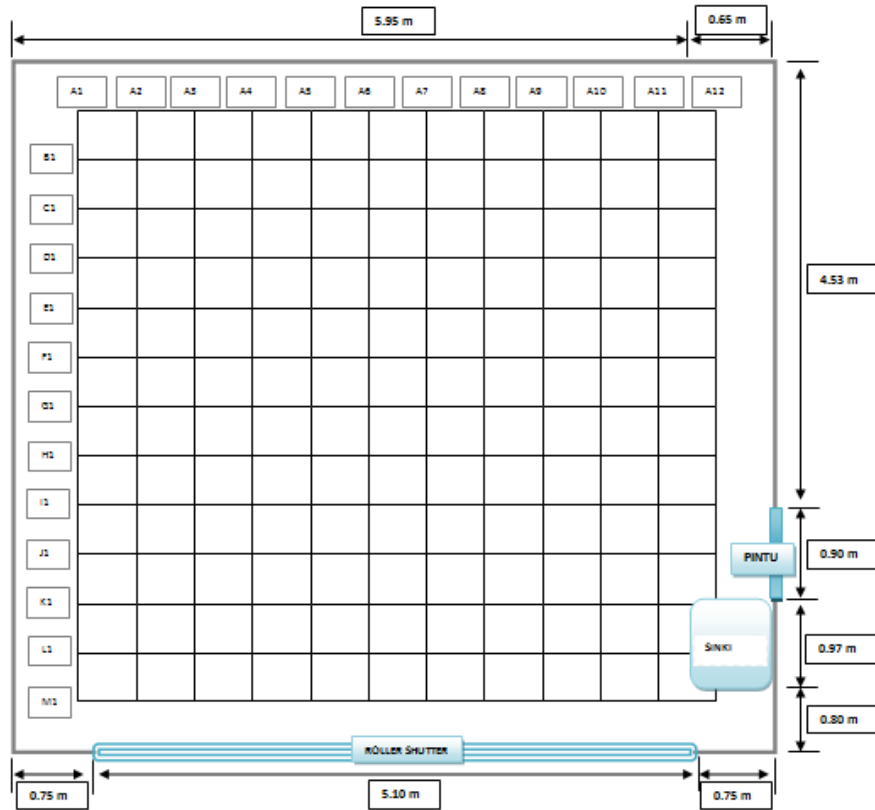 5.95 m
0.65 m
A1 A2 A3 A4 A5 A6 A7 A8 A9 A10 A11 A12
B1
C1
D1
E1
4.53 m
F1
G1
H1
I1
J1
PINTU
0.90 m
K1
L1
SINKI
0.97 m
M1
0.80 m
ROLLER SHUTTER
0.75 m
5.10 m
0.75 m